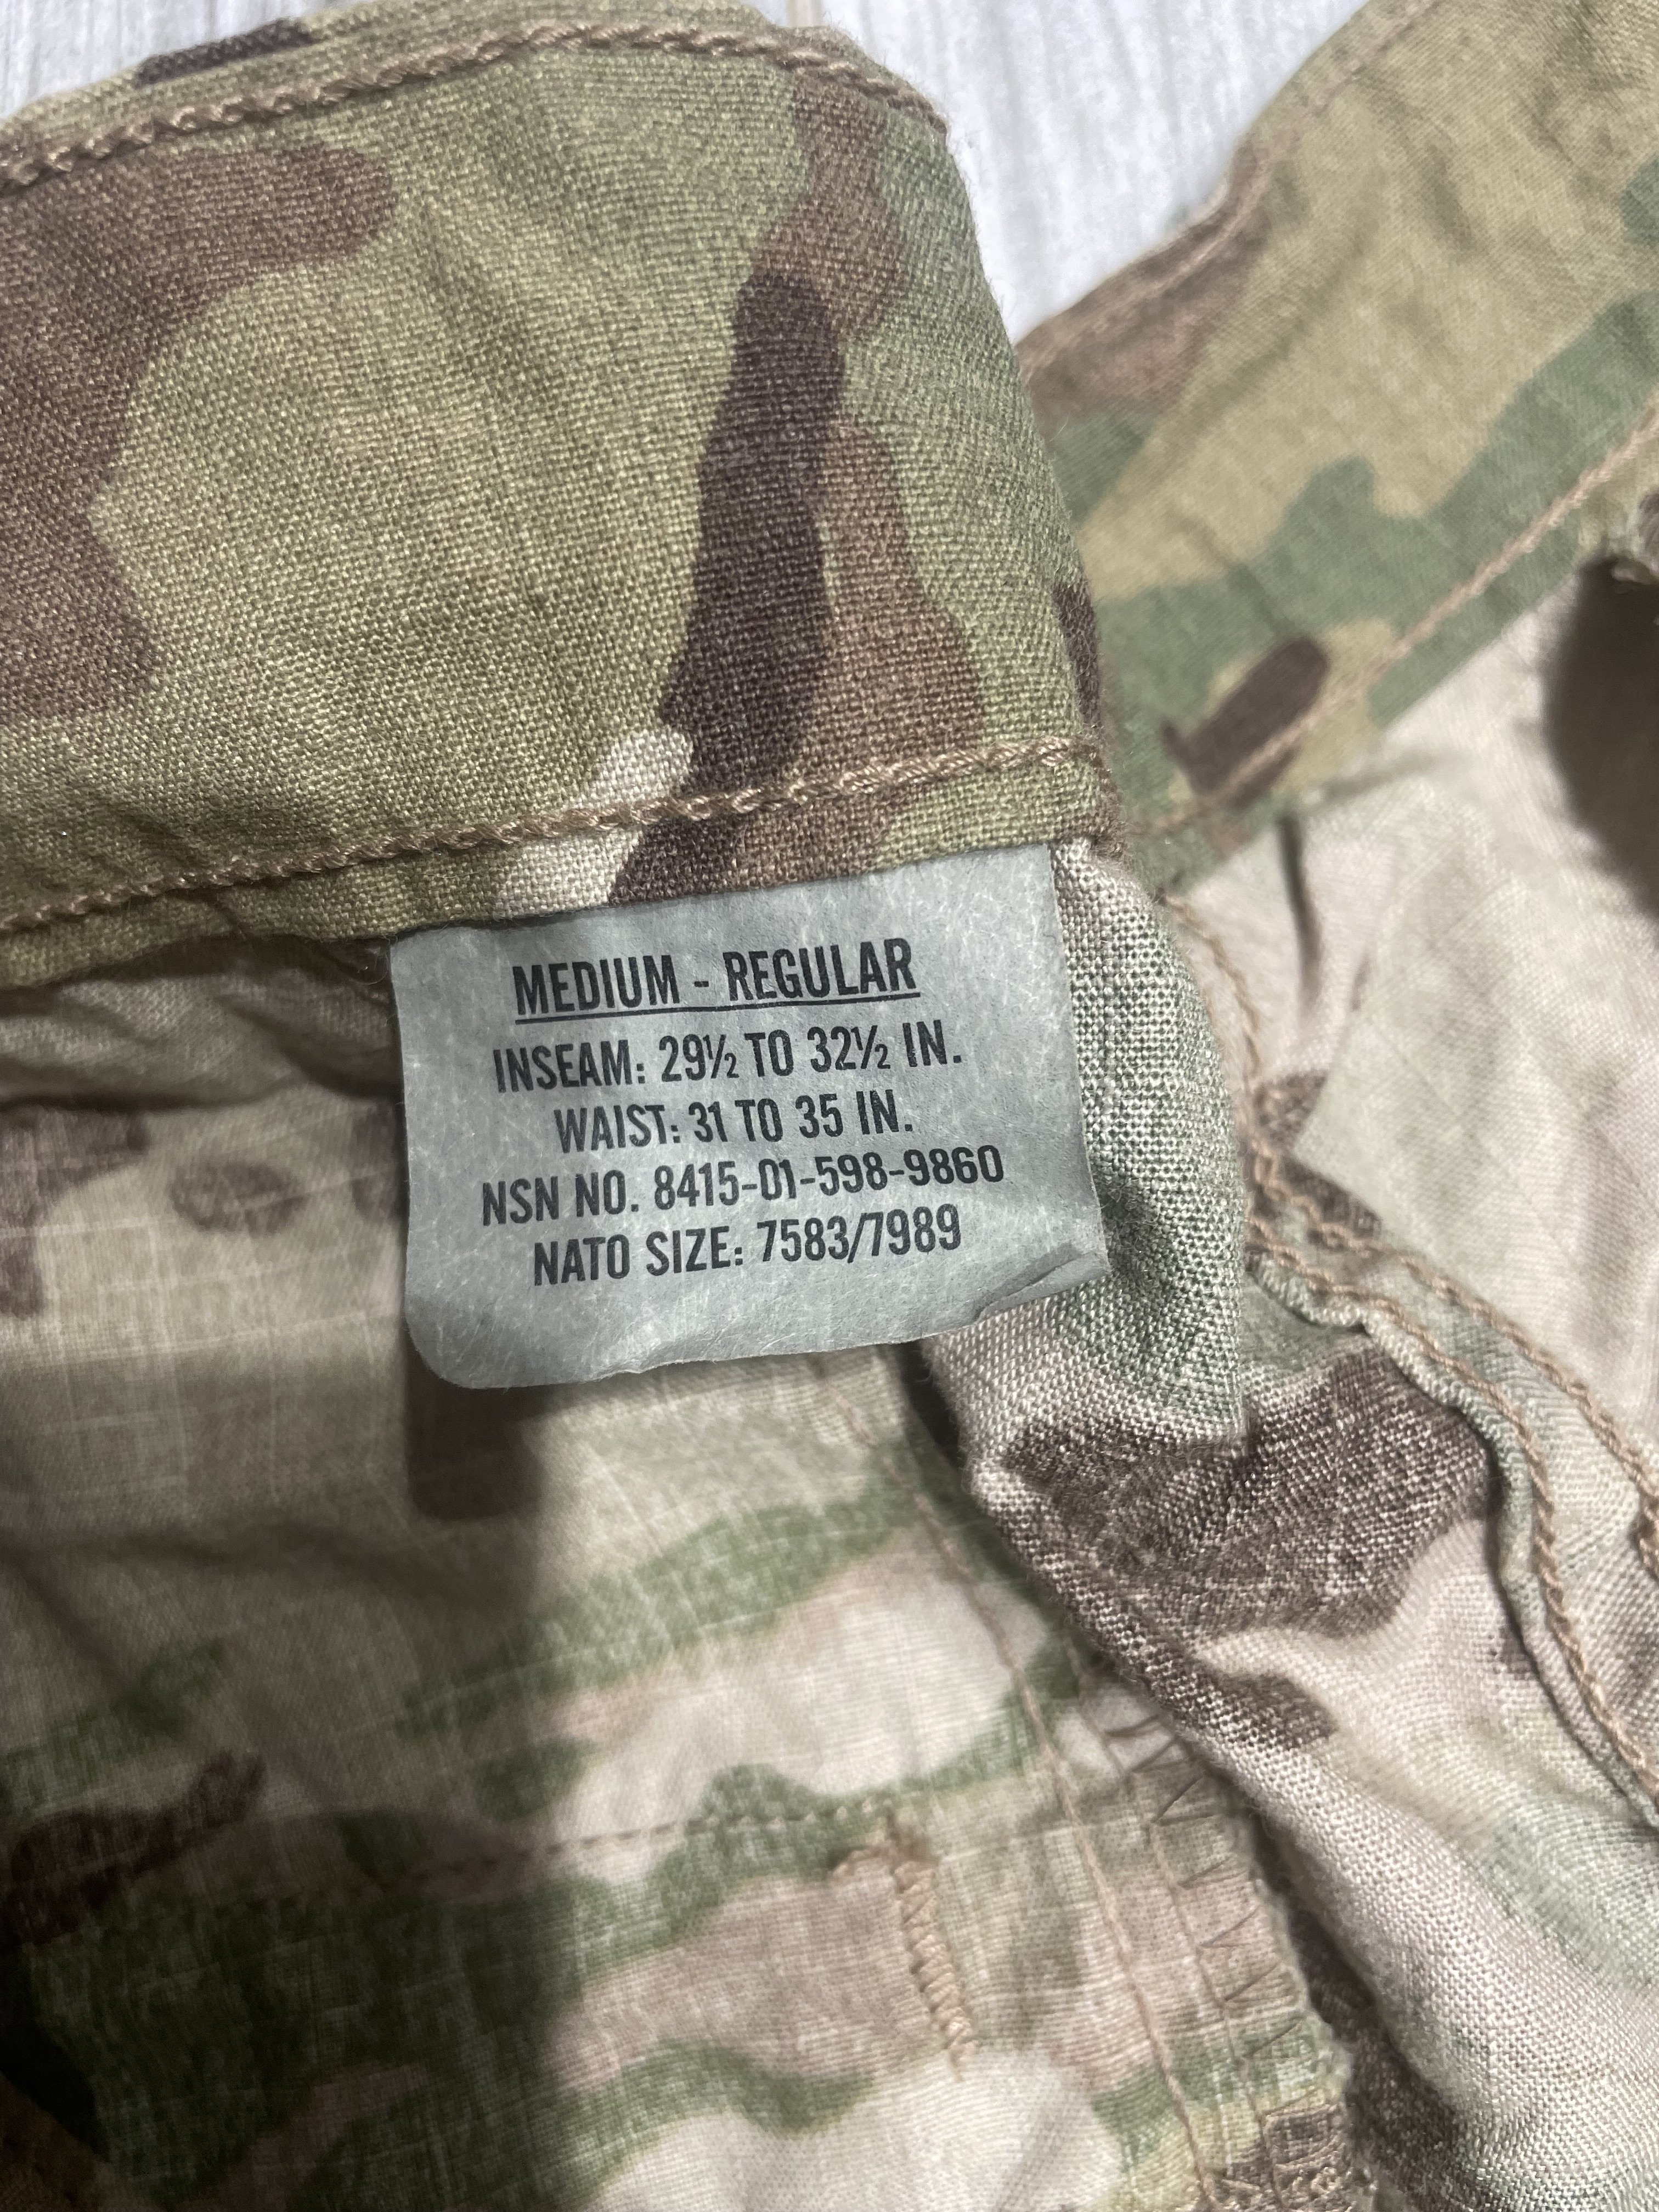 MEDIUM - REGULAR
INSEAM: 29½ TO 32½ IN.
WAIST: 31 TO 35 IN.
NSN NO. 8415-01-598-9860
NATO SIZE: 7583/7989